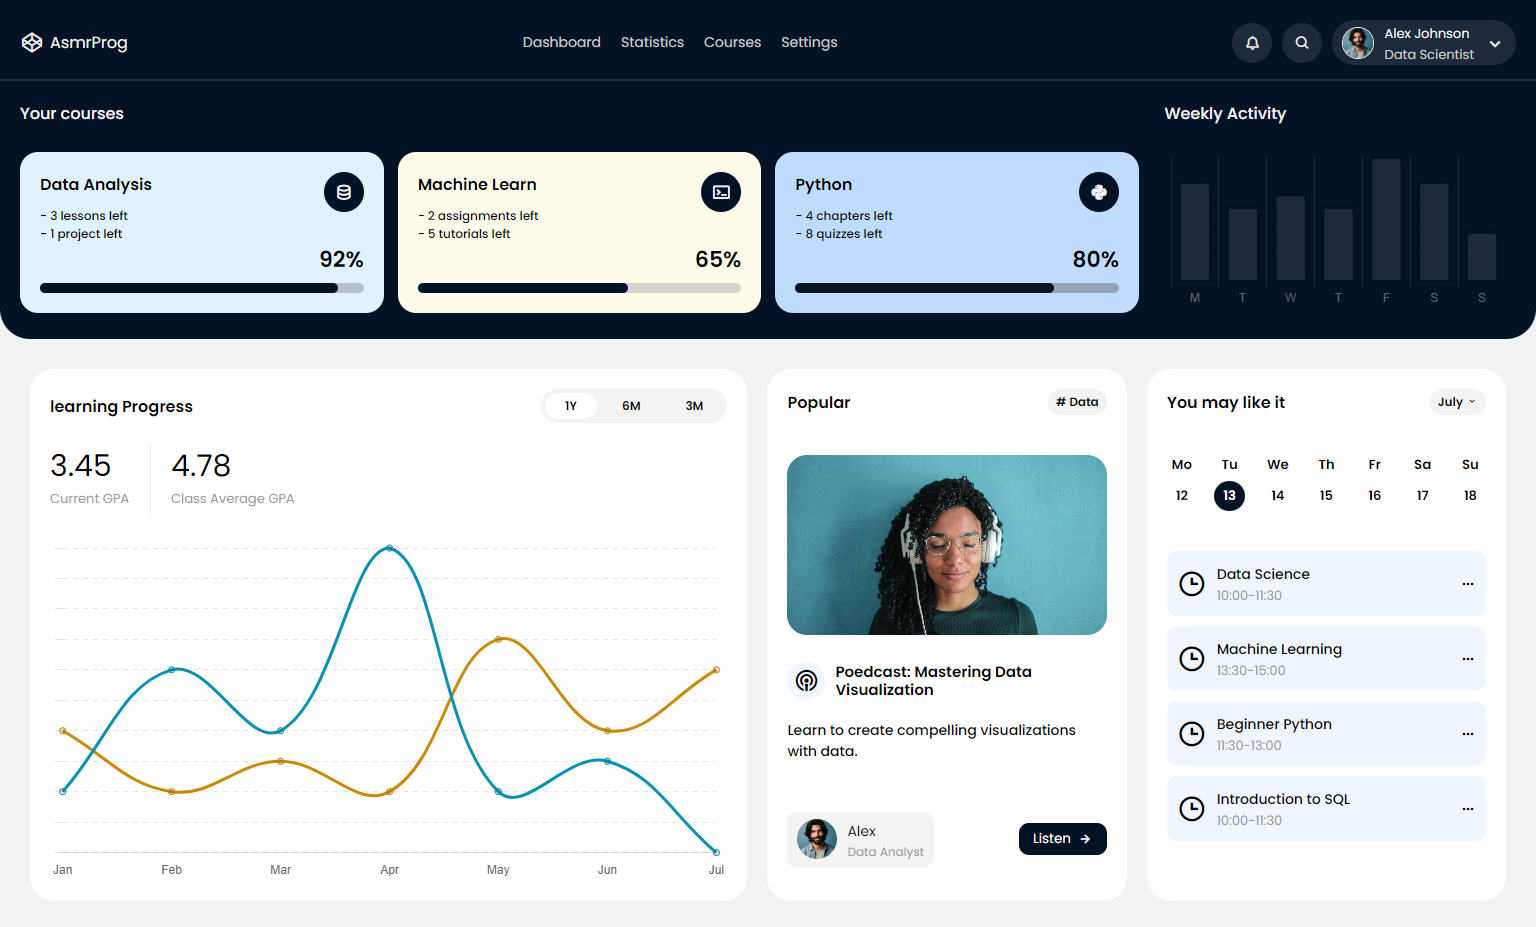 AsmrProg
Dashboard Statistics Courses Settings
Alex Johnson
Data Scientist
Your courses
Weekly Activity
Data Analysis
- 3 lessons left
- 1 project left
92%
Machine Learn
- 2 assignments left
- 5 tutorials left
65%
Python
- 4 chapters left
- 8 quizzes left
80%
M T W T F S S
learning Progress
1Y 6M 3M
3.45
Current GPA
4.78
Class Average GPA
Jan Feb Mar Apr May Jun Jul
Popular
# Data
Poedcast: Mastering Data
Visualization
Learn to create compelling visualizations
with data.
Alex
Data Analyst
Listen
You may like it
July
Mo Tu We Th Fr Sa Su
12 13 14 15 16 17 18
Data Science
10:00-11:30
Machine Learning
13:30-15:00
Beginner Python
11:30-13:00
Introduction to SQL
10:00-11:30